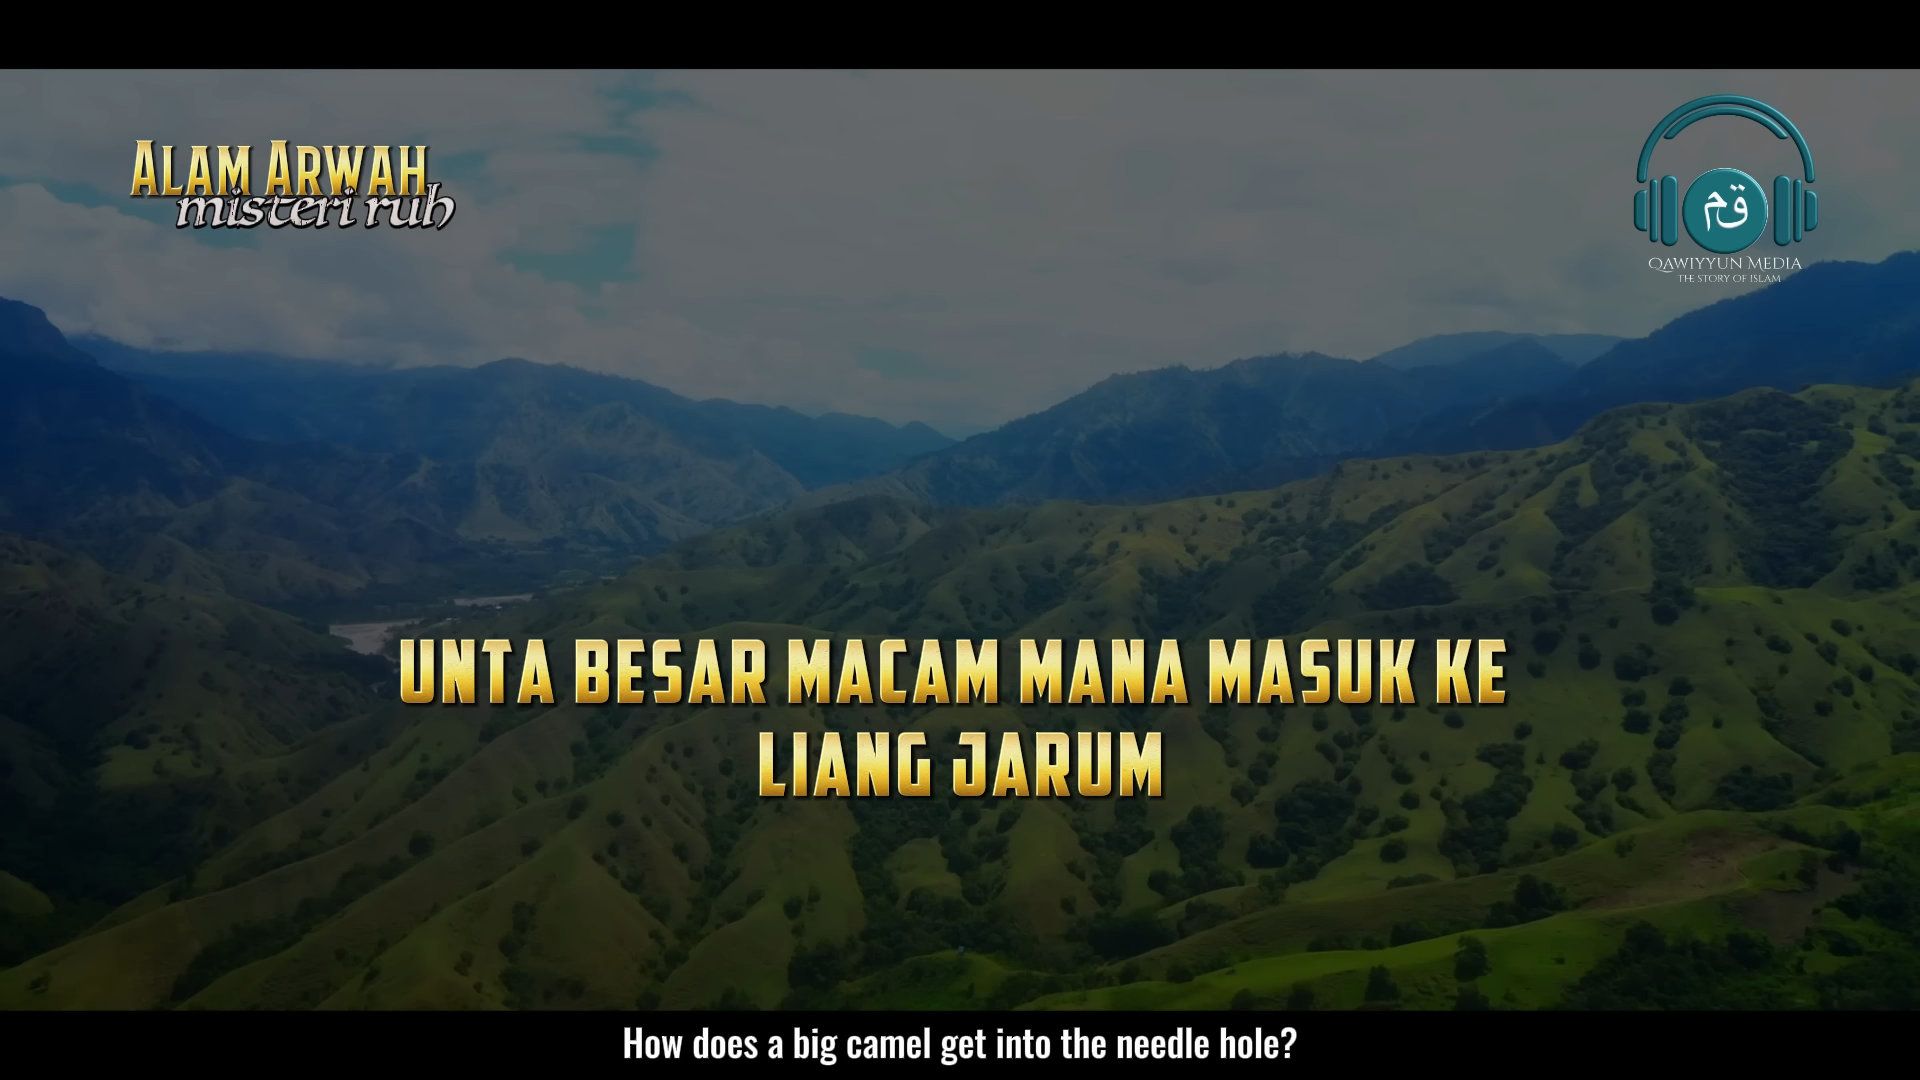 ALAM ARWAH
misteri ruh
قم
QAWIYYUN MEDIA
THE STORY OF ISLAM
UNTA BESAR MACAM MANA MASUK KE
LIANG JARUM
How does a big camel get into the needle hole?